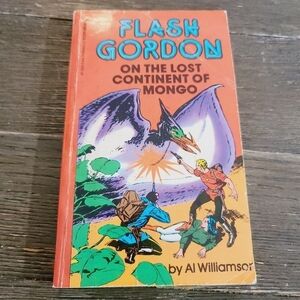 FLASH
GORDON
ON THE LOST
CONTINENT OF
MONGO
by Al Williamson